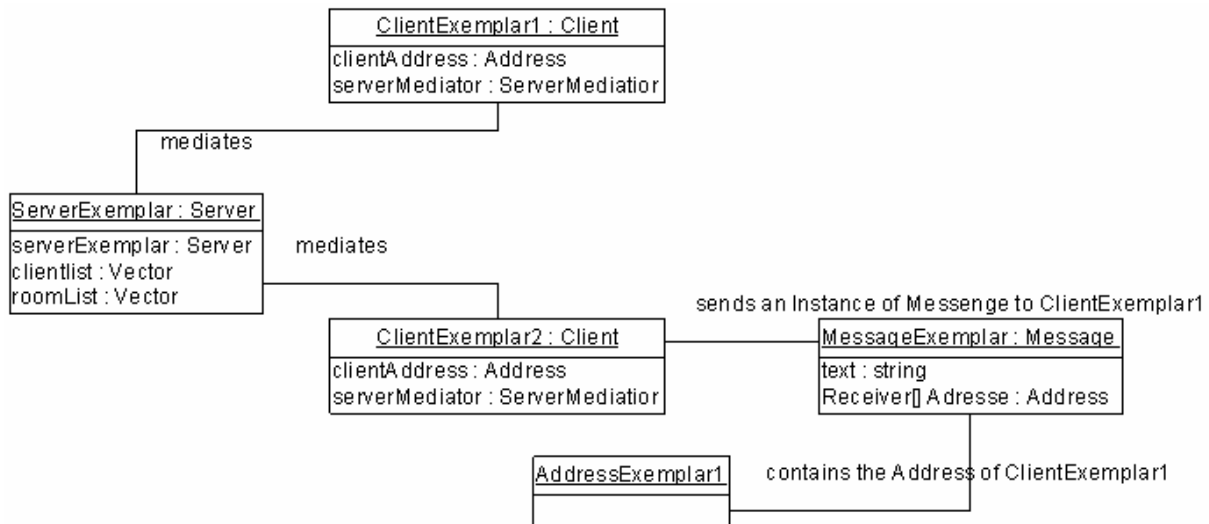 ClientExemplar1 : Client
clientAddress : Address
serverMediator : ServerMediatior
mediates
ServerExemplar : Server
serverExemplar : Server
clientlist : Vector
roomList : Vector
mediates
sends an Instance of Messenge to ClientExemplar1
ClientExemplar2 : Client
clientAddress : Address
serverMediator : ServerMediatior
MessageExemplar : Message
text : string
Receiver[] Adresse : Address
contains the Address of ClientExemplar1
AddressExemplar1